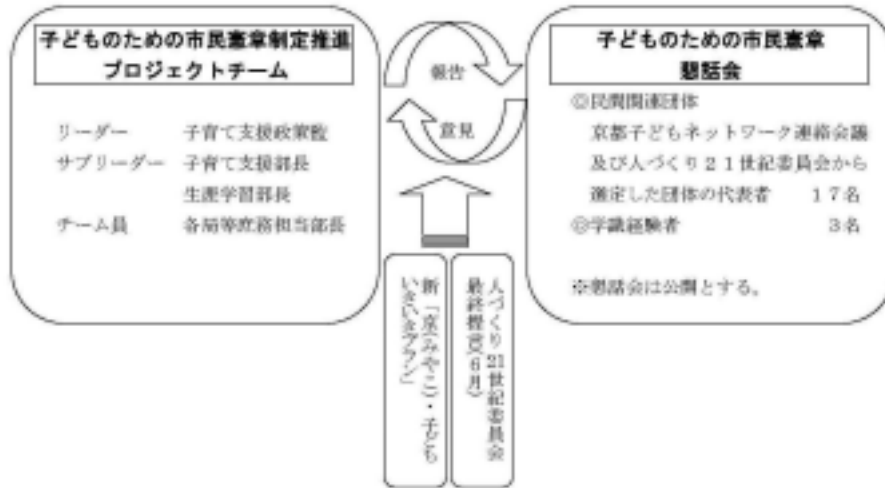 子どものための市民憲章制定推進
プロジェクトチーム
リーダー 子育て支援政策監
サブリーダー 子育て支援部長
生涯学習部長
チーム員 各局等庶務担当部長
報告
意見
子どものための市民憲章
懇話会
◎民間関連団体
京都子どもネットワーク連絡会議
及び人づくり21世紀委員会から
選定した団体の代表者 17名
◎学識経験者 3名
※懇話会は公開とする。
人づくり21世紀委員会
最終提言(6月)
新「京(みやこ)・子ども
いきいきプラン」